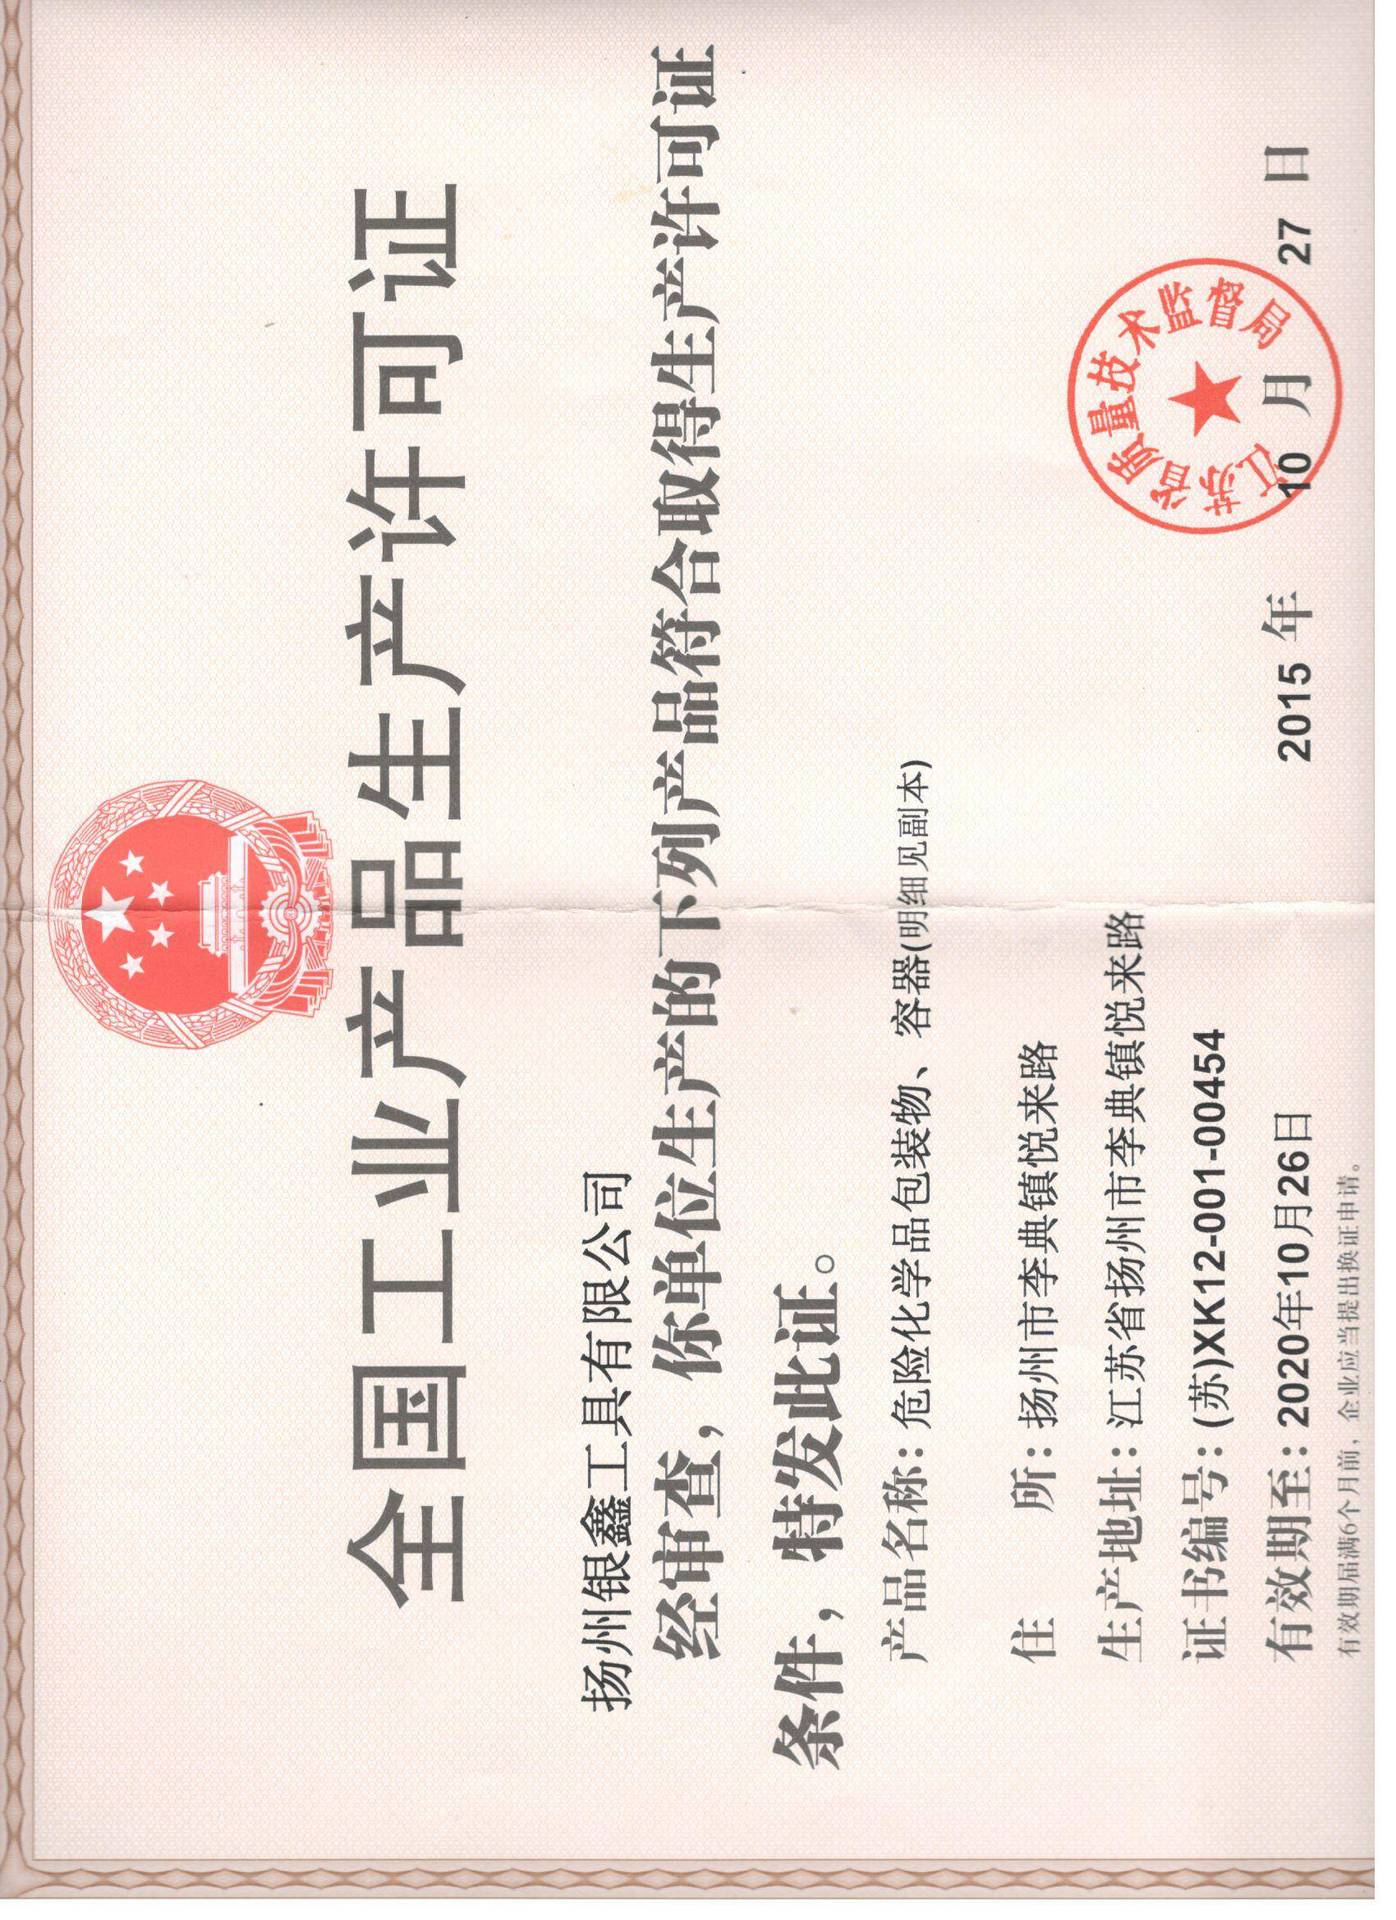 全国工业产品生产许可证
扬州银鑫工具有限公司
经审查，你单位生产的下列产品符合取得生产许可证
条件，特发此证。
产品名称：危险化学品包装物、容器(明细见副本)
住 所：扬州市李典镇悦来路
生产地址：江苏省扬州市李典镇悦来路
证书编号：(苏)XK12-001-00454
有效期至：2020年10月26日
有效期届满6个月前，企业应当提出换证申请。
江苏省质量技术监督局
2015 年 10 月 27 日